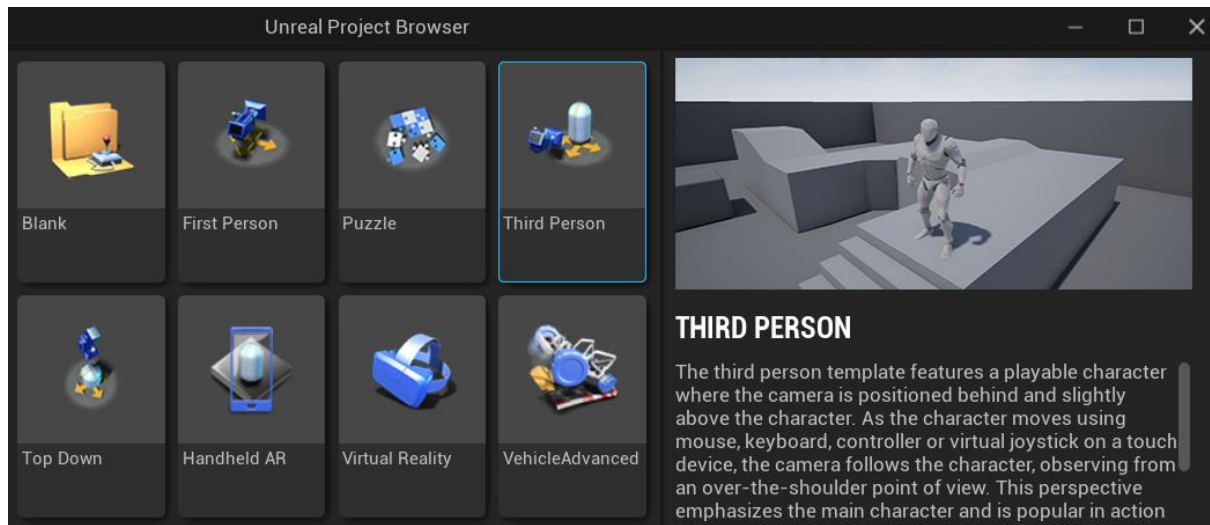 Unreal Project Browser
Blank
First Person
Puzzle
Third Person
Top Down
Handheld AR
Virtual Reality
VehicleAdvanced
THIRD PERSON
The third person template features a playable character
where the camera is positioned behind and slightly
above the character. As the character moves using
mouse, keyboard, controller or virtual joystick on a touch
device, the camera follows the character, observing from
an over-the-shoulder point of view. This perspective
emphasizes the main character and is popular in action